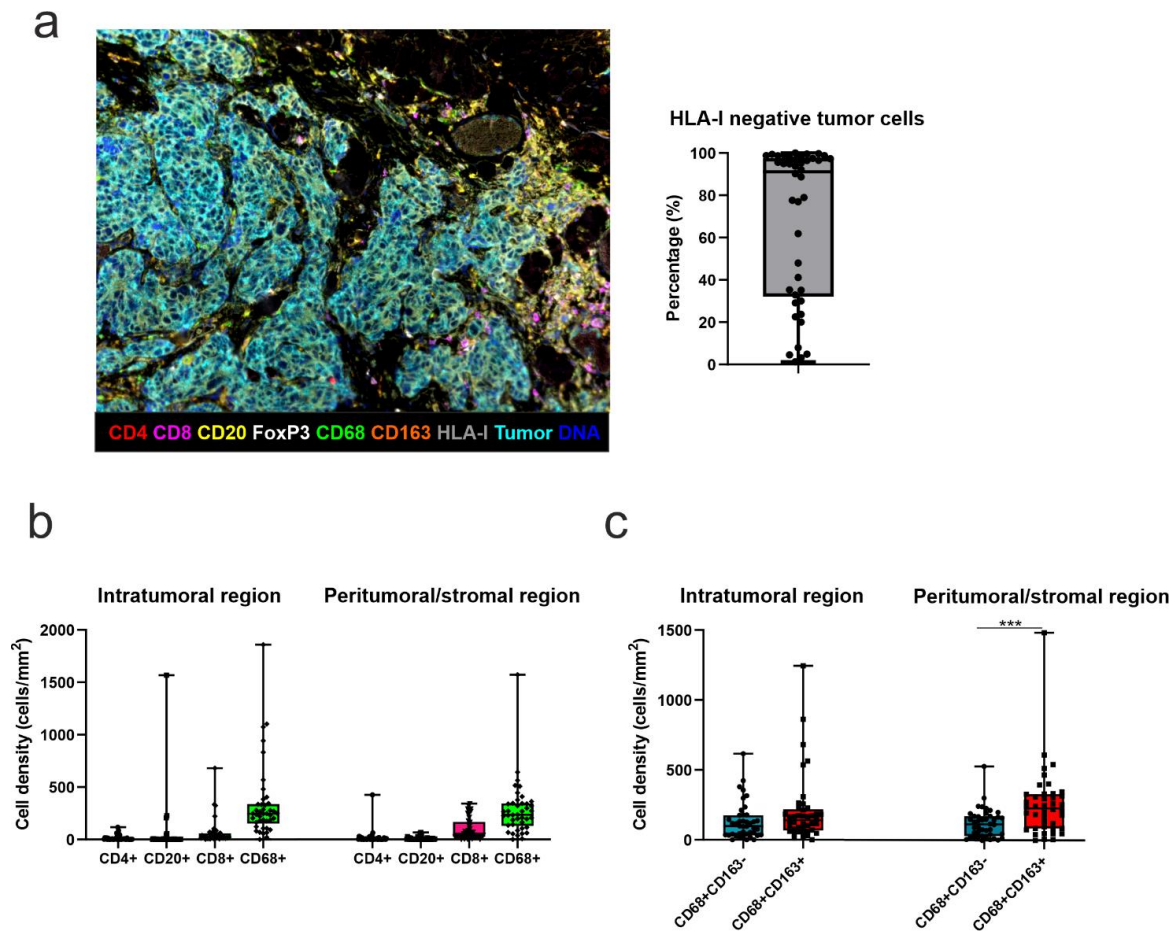 a
CD4 CD8 CD20 FoxP3 CD68 CD163 HLA-I Tumor DNA
HLA-I negative tumor cells
Percentage (%)
100
80
60
40
20
0
b
Intratumoral region
Peritumoral/stromal region
Cell density (cells/mm²)
2000
1500
1000
500
0
CD4+ CD20+ CD8+ CD68+
CD4+ CD20+ CD8+ CD68+
c
Intratumoral region
Peritumoral/stromal region
Cell density (cells/mm²)
1500
1000
500
0
***
CD68+CD163-
CD68+CD163+
CD68+CD163-
CD68+CD163+